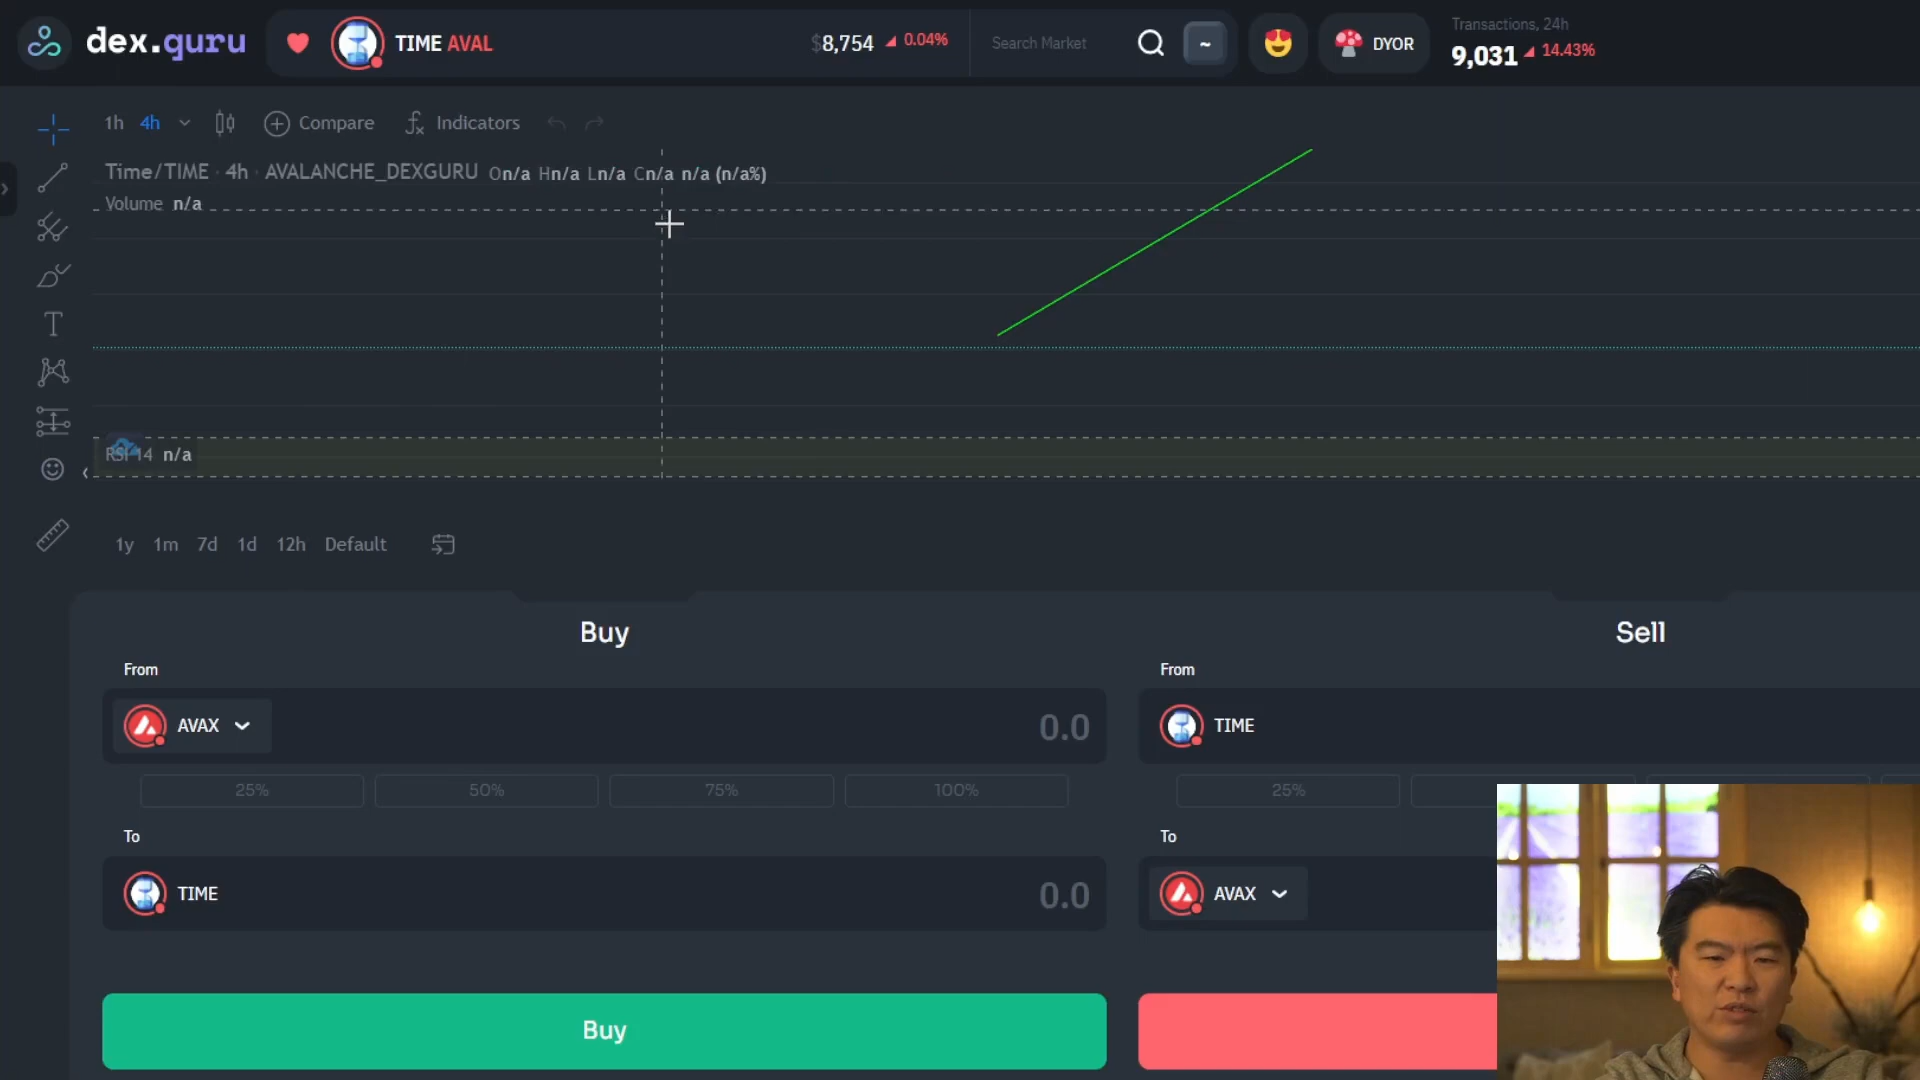 dex.guru
TIME AVAL
$8,754 0.04%
Search Market
~
DYOR
Transactions, 24h
9,031 14.43%
1h 4h
Compare
Indicators
Time/TIME · 4h · AVALANCHE_DEXGURU On/a Hn/a Ln/a Cn/a n/a (n/a%)
Volume n/a
RSI 14 n/a
1y 1m 7d 1d 12h Default
Buy
From
AVAX
0.0
25% 50% 75% 100%
To
TIME
0.0
Buy
Sell
From
TIME
25%
To
AVAX